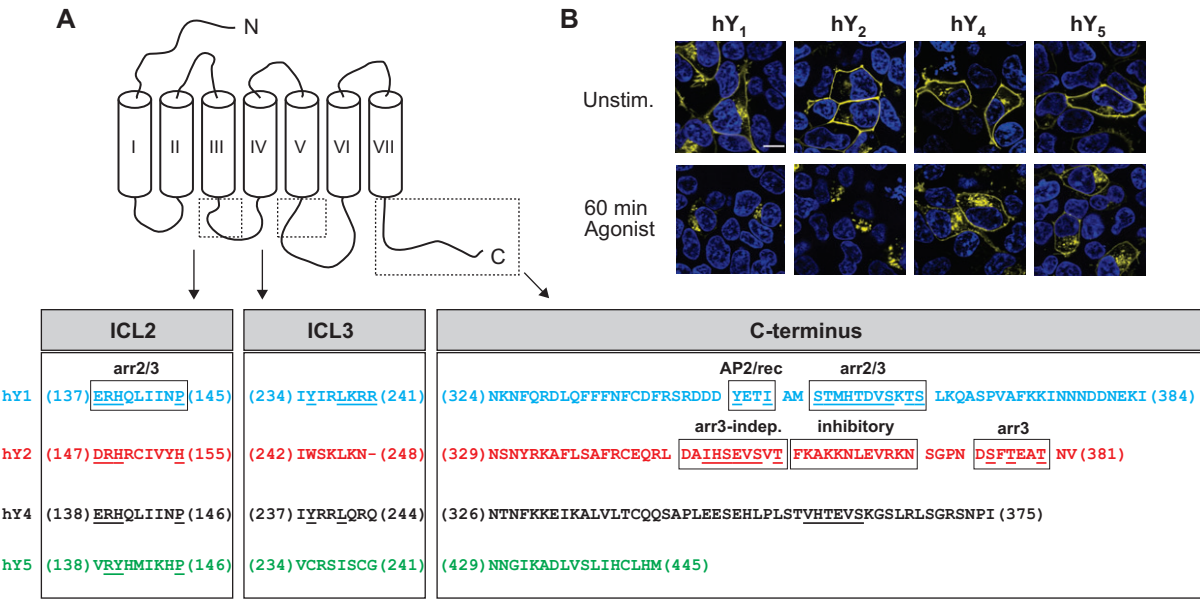 A
B
N
hY1
hY2
hY4
hY5
Unstim.
I II III IV V VI VII
60 min
Agonist
C
ICL2
ICL3
C-terminus
arr2/3
AP2/rec
arr2/3
hY1 (137)ERHQLIINP(145) (234)IYIRLKRR(241) (324)NKNFQRDLQFFFNFCDFRSRDDD YETI AM STMHTDVSKTS LKQASPVAFKKINNNDDNEKI(384)
arr3-indep.
inhibitory
arr3
hY2 (147)DRHRCIVYH(155) (242)IWSKLKN-(248) (329)NSNYRKAFLSAFRCEQRL DAIHSEVSVT FKAKKNLEVRKN SGPN DSFTEAT NV(381)
hY4 (138)ERHQLIINP(146) (237)IYRRLQRQ(244) (326)NTNFKKEIKALVLTCQQSAPLEESEHLPLSTVHTEVSKGSLRLSGRSNPI(375)
hY5 (138)VRYHMIKHP(146) (234)VCRSISCG(241) (429)NNGIKADLVSLIHCLHM(445)